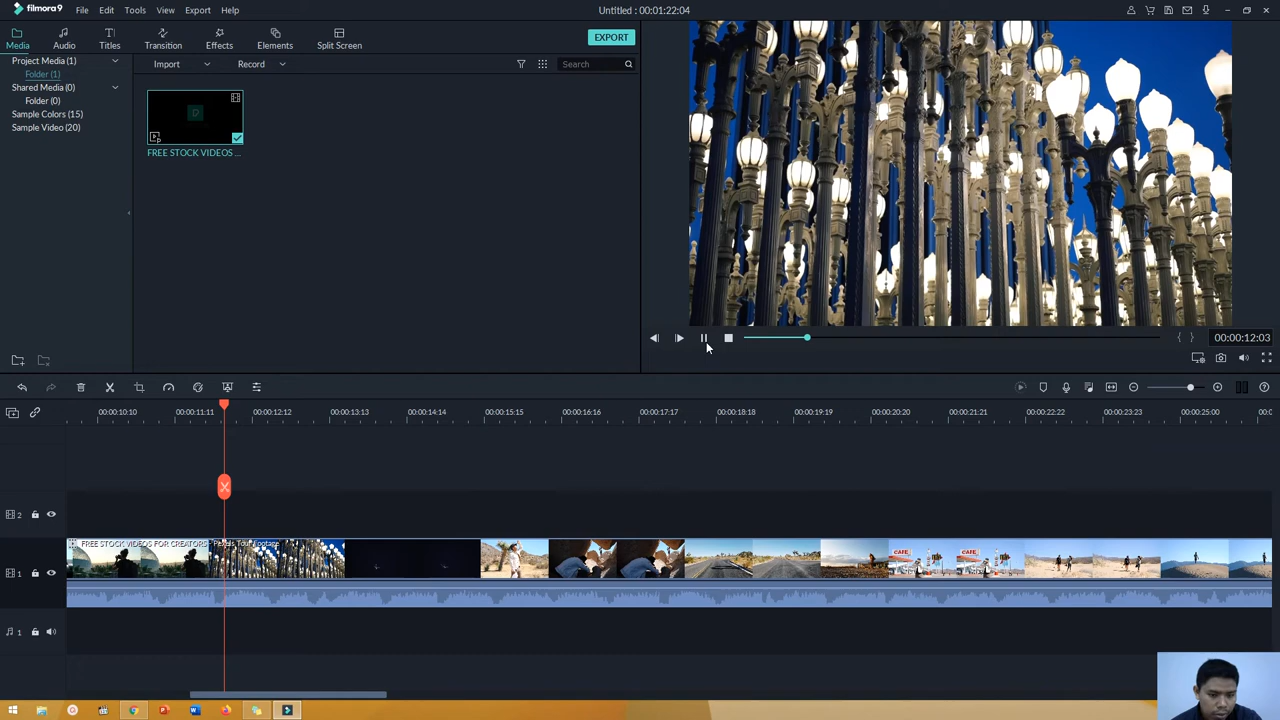 filmora9 File Edit Tools View Export Help Untitled : 00:01:22:04
Media Audio Titles Transition Effects Elements Split Screen EXPORT
Project Media (1) Import Record Search
Folder (1)
Shared Media (0)
Folder (0)
Sample Colors (15)
Sample Video (20)
FREE STOCK VIDEOS ...
00:00:12:03
00:00:10:10 00:00:11:11 00:00:12:12 00:00:13:13 00:00:14:14 00:00:15:15 00:00:16:16 00:00:17:17 00:00:18:18 00:00:19:19 00:00:20:20 00:00:21:21 00:00:22:22 00:00:23:23 00:00:25:00
2
FREE STOCK VIDEOS FOR CREATORS - Pexels Tour Footage
CAFE CAFE
1
1